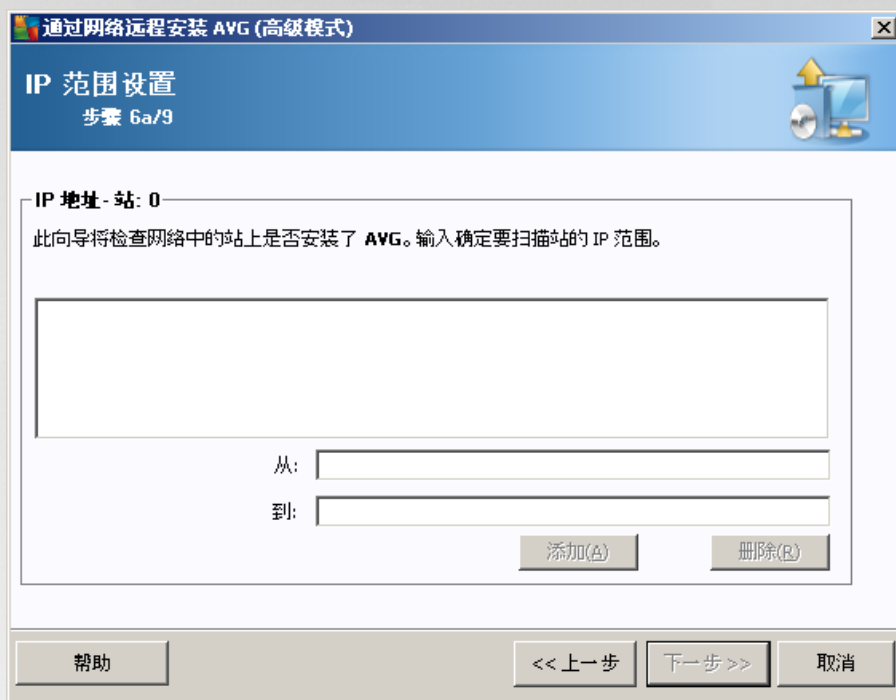 通过网络远程安装 AVG (高级模式)
IP 范围设置
步骤 6a/9
IP 地址 - 站: 0
此向导将检查网络中的站上是否安装了 AVG。输入确定要扫描站的 IP 范围。
从:
到:
添加(A) 删除(R)
帮助 << 上一步 下一步 >> 取消